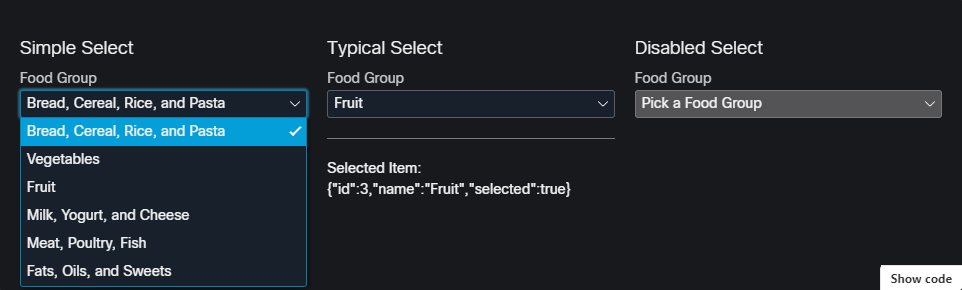 Simple Select
Food Group
Bread, Cereal, Rice, and Pasta
Bread, Cereal, Rice, and Pasta
Vegetables
Fruit
Milk, Yogurt, and Cheese
Meat, Poultry, Fish
Fats, Oils, and Sweets
Typical Select
Food Group
Fruit
Selected Item:
{"id":3,"name":"Fruit","selected":true}
Disabled Select
Food Group
Pick a Food Group
Show code